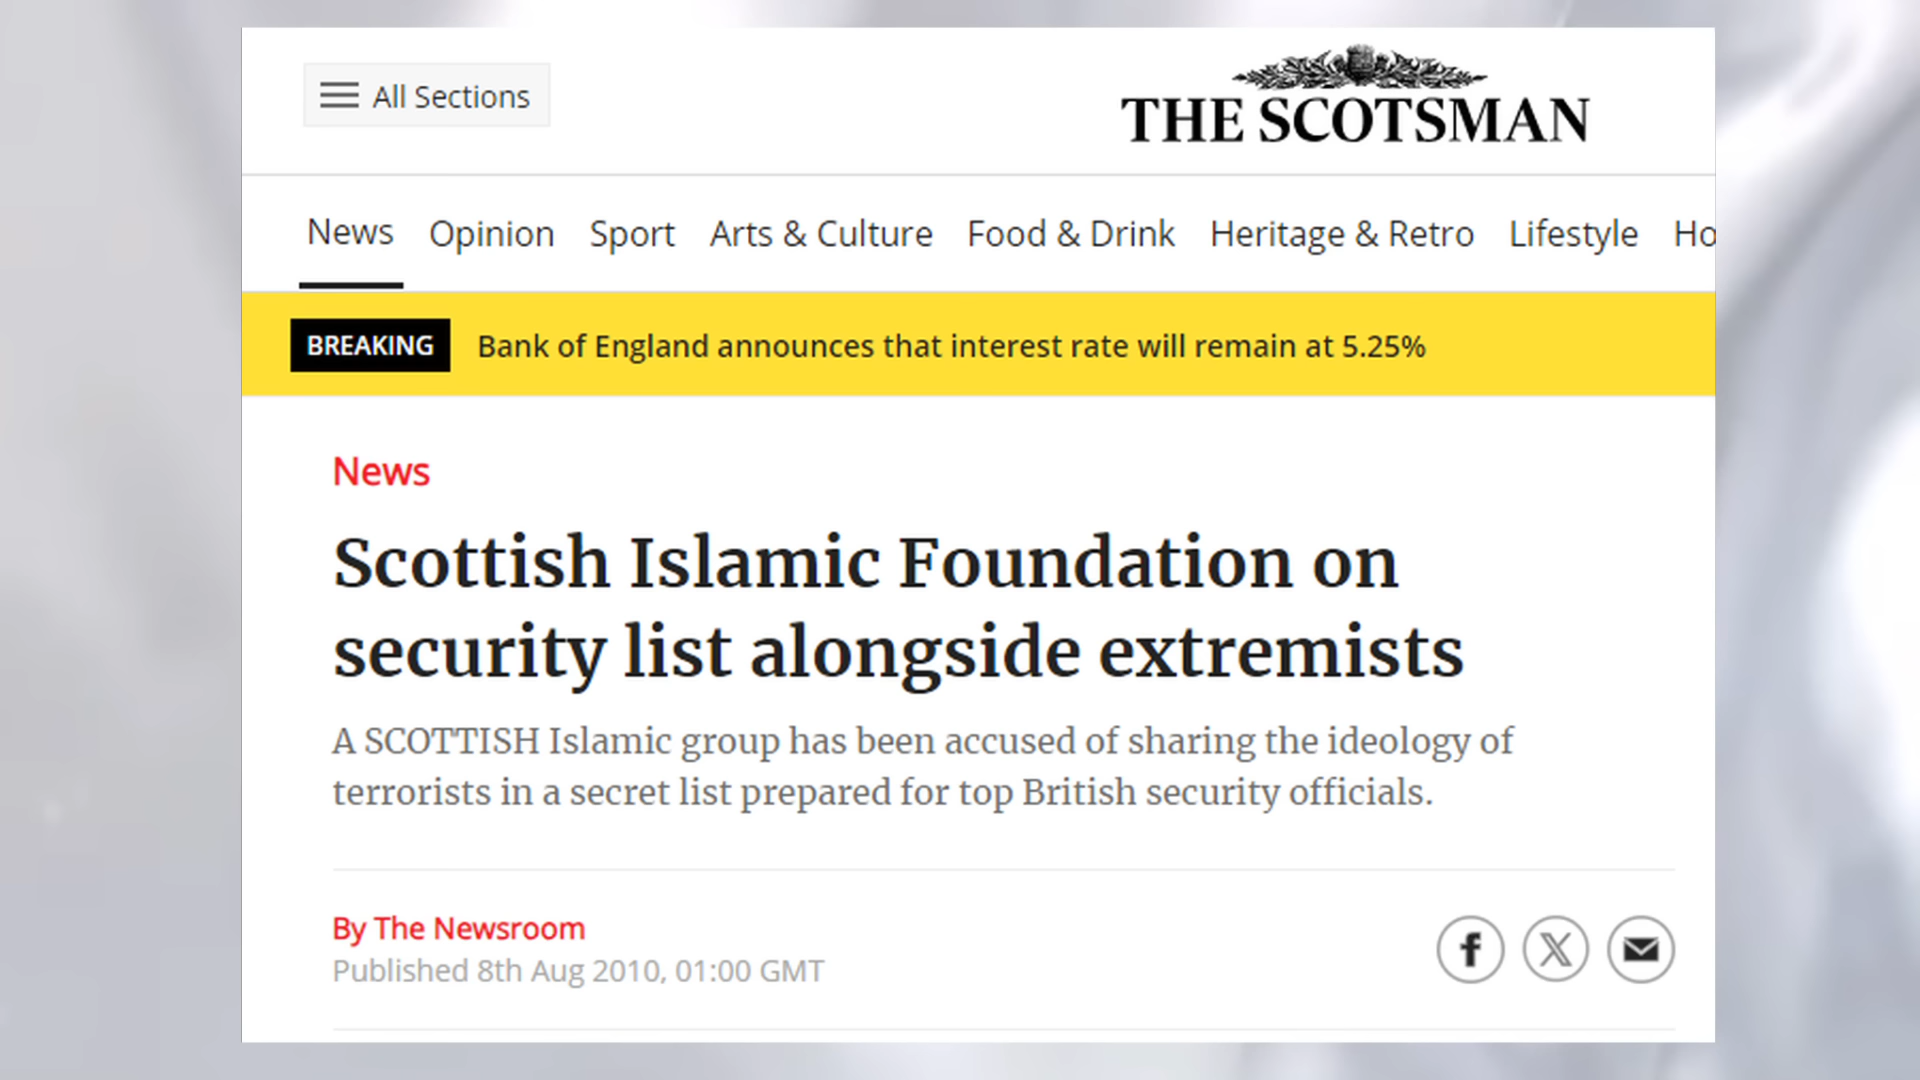 All Sections
THE SCOTSMAN
News Opinion Sport Arts & Culture Food & Drink Heritage & Retro Lifestyle Ho
BREAKING Bank of England announces that interest rate will remain at 5.25%
News
Scottish Islamic Foundation on
security list alongside extremists
A SCOTTISH Islamic group has been accused of sharing the ideology of
terrorists in a secret list prepared for top British security officials.
By The Newsroom
Published 8th Aug 2010, 01:00 GMT